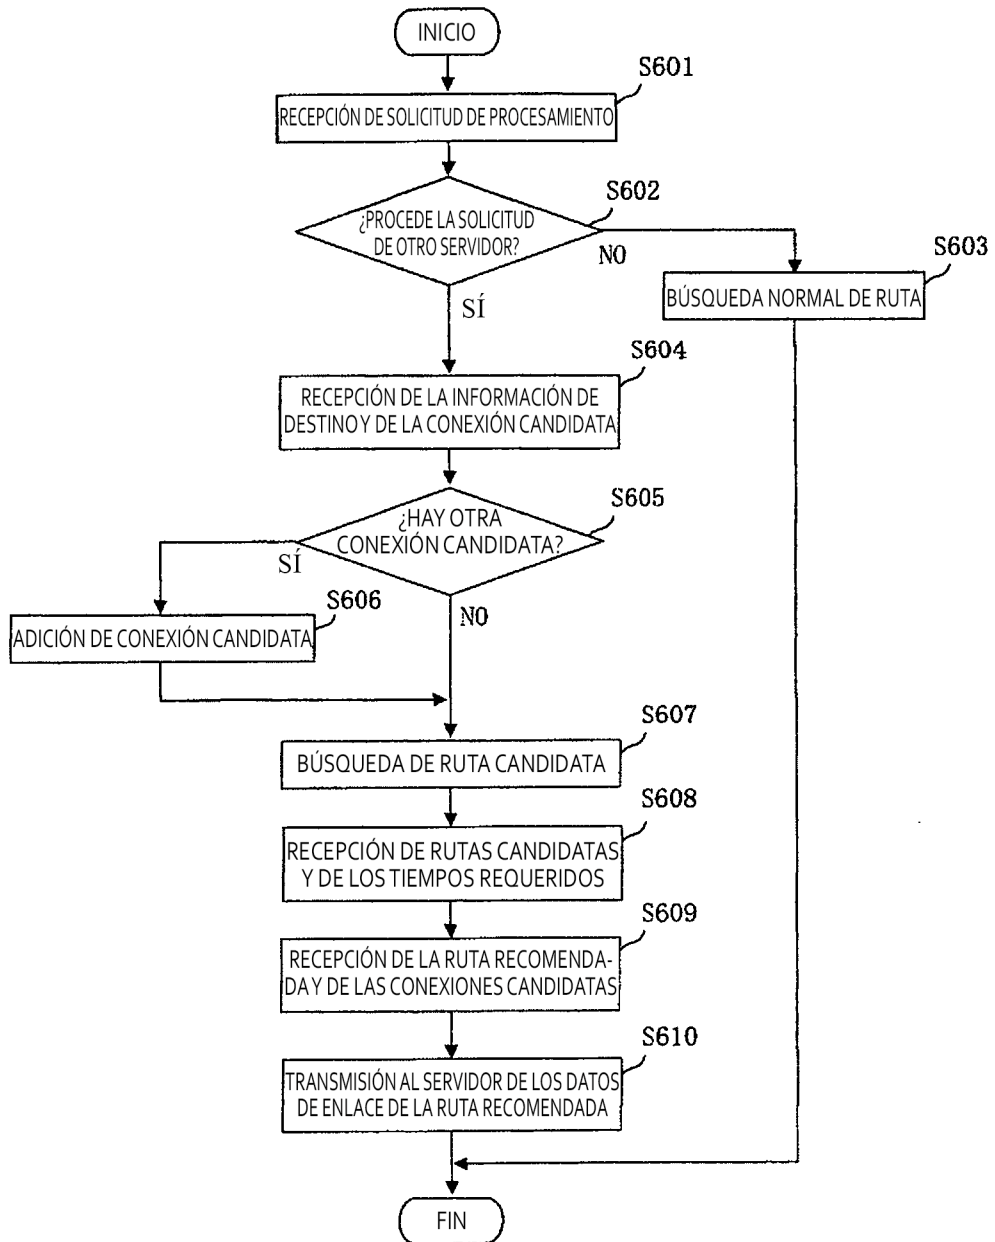 INICIO
S601
RECEPCIÓN DE SOLICITUD DE PROCESAMIENTO
S602
¿PROCEDE LA SOLICITUD
DE OTRO SERVIDOR?
NO
S603
BÚSQUEDA NORMAL DE RUTA
SÍ
S604
RECEPCIÓN DE LA INFORMACIÓN DE
DESTINO Y DE LA CONEXIÓN CANDIDATA
S605
¿HAY OTRA
CONEXIÓN CANDIDATA?
SÍ
S606
NO
ADICIÓN DE CONEXIÓN CANDIDATA
S607
BÚSQUEDA DE RUTA CANDIDATA
S608
RECEPCIÓN DE RUTAS CANDIDATAS
Y DE LOS TIEMPOS REQUERIDOS
S609
RECEPCIÓN DE LA RUTA RECOMENDA-
DA Y DE LAS CONEXIONES CANDIDATAS
S610
TRANSMISIÓN AL SERVIDOR DE LOS DATOS
DE ENLACE DE LA RUTA RECOMENDADA
FIN